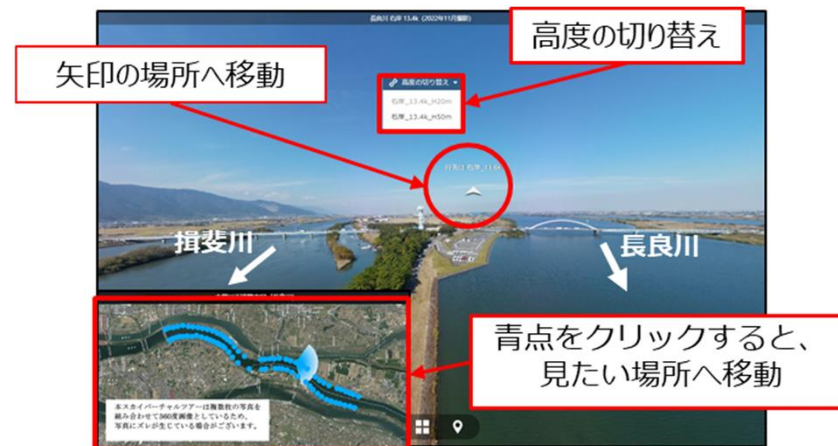 長良川 右岸 13.4k (2022年11月撮影)
高度の切り替え
矢印の場所へ移動
高度の切り替え
右岸_13.4k_H20m
右岸_13.4k_H50m
揖斐川
長良川
青点をクリックすると、
見たい場所へ移動
本スカイバーチャルツアーは複数枚の写真を
組み合わせて360度画像としているため、
写真にズレが生じている場合がございます。